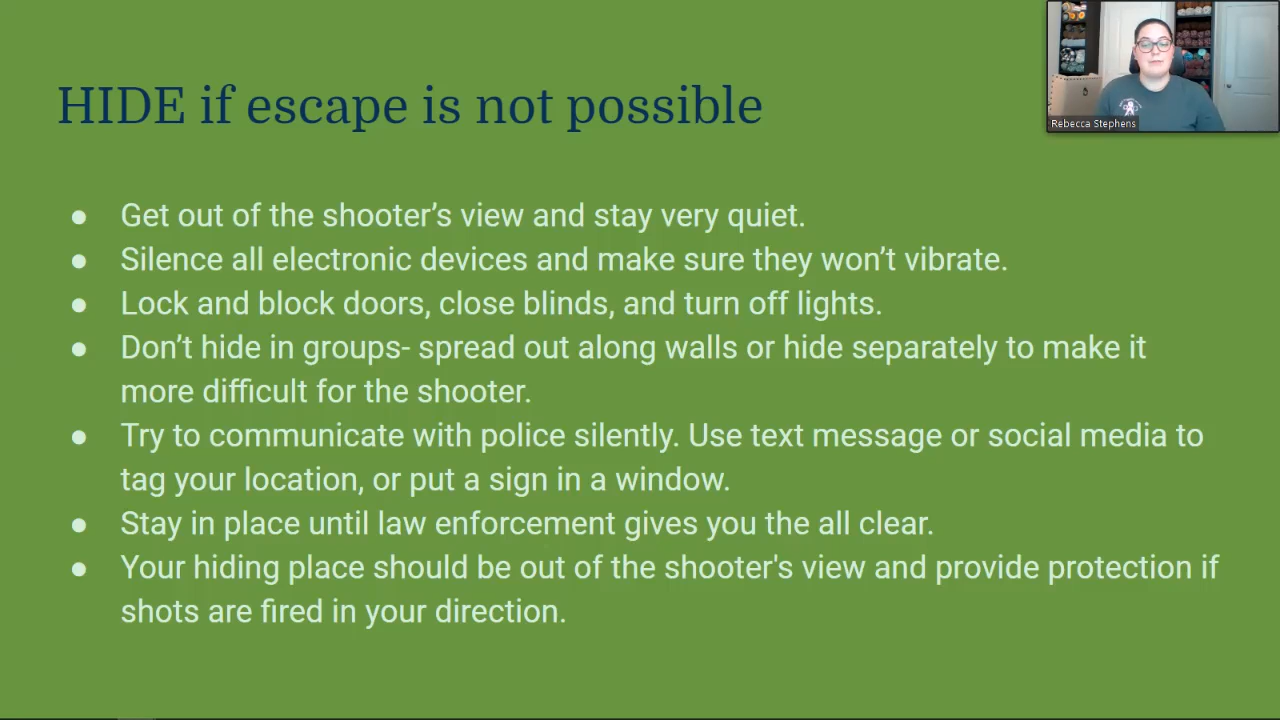 HIDE if escape is not possible
Rebecca Stephens
● Get out of the shooter’s view and stay very quiet.
● Silence all electronic devices and make sure they won’t vibrate.
● Lock and block doors, close blinds, and turn off lights.
● Don’t hide in groups- spread out along walls or hide separately to make it
more difficult for the shooter.
● Try to communicate with police silently. Use text message or social media to
tag your location, or put a sign in a window.
● Stay in place until law enforcement gives you the all clear.
● Your hiding place should be out of the shooter's view and provide protection if
shots are fired in your direction.